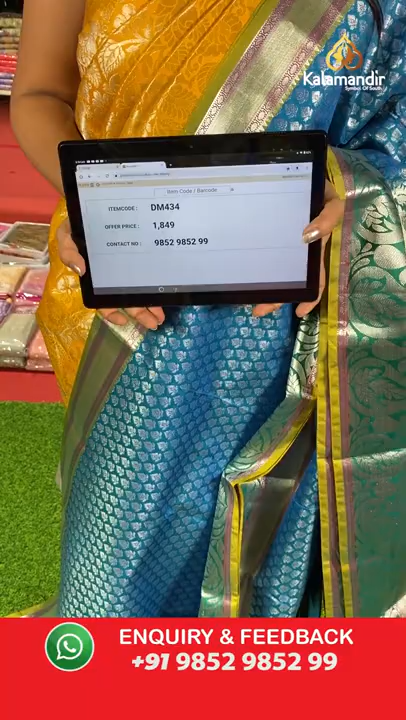 Kalamandir
Symbol Of South
Item Code / Barcode
ITEMCODE : DM434
OFFER PRICE : 1,849
CONTACT NO : 9852 9852 99
ENQUIRY & FEEDBACK
+91 9852 9852 99